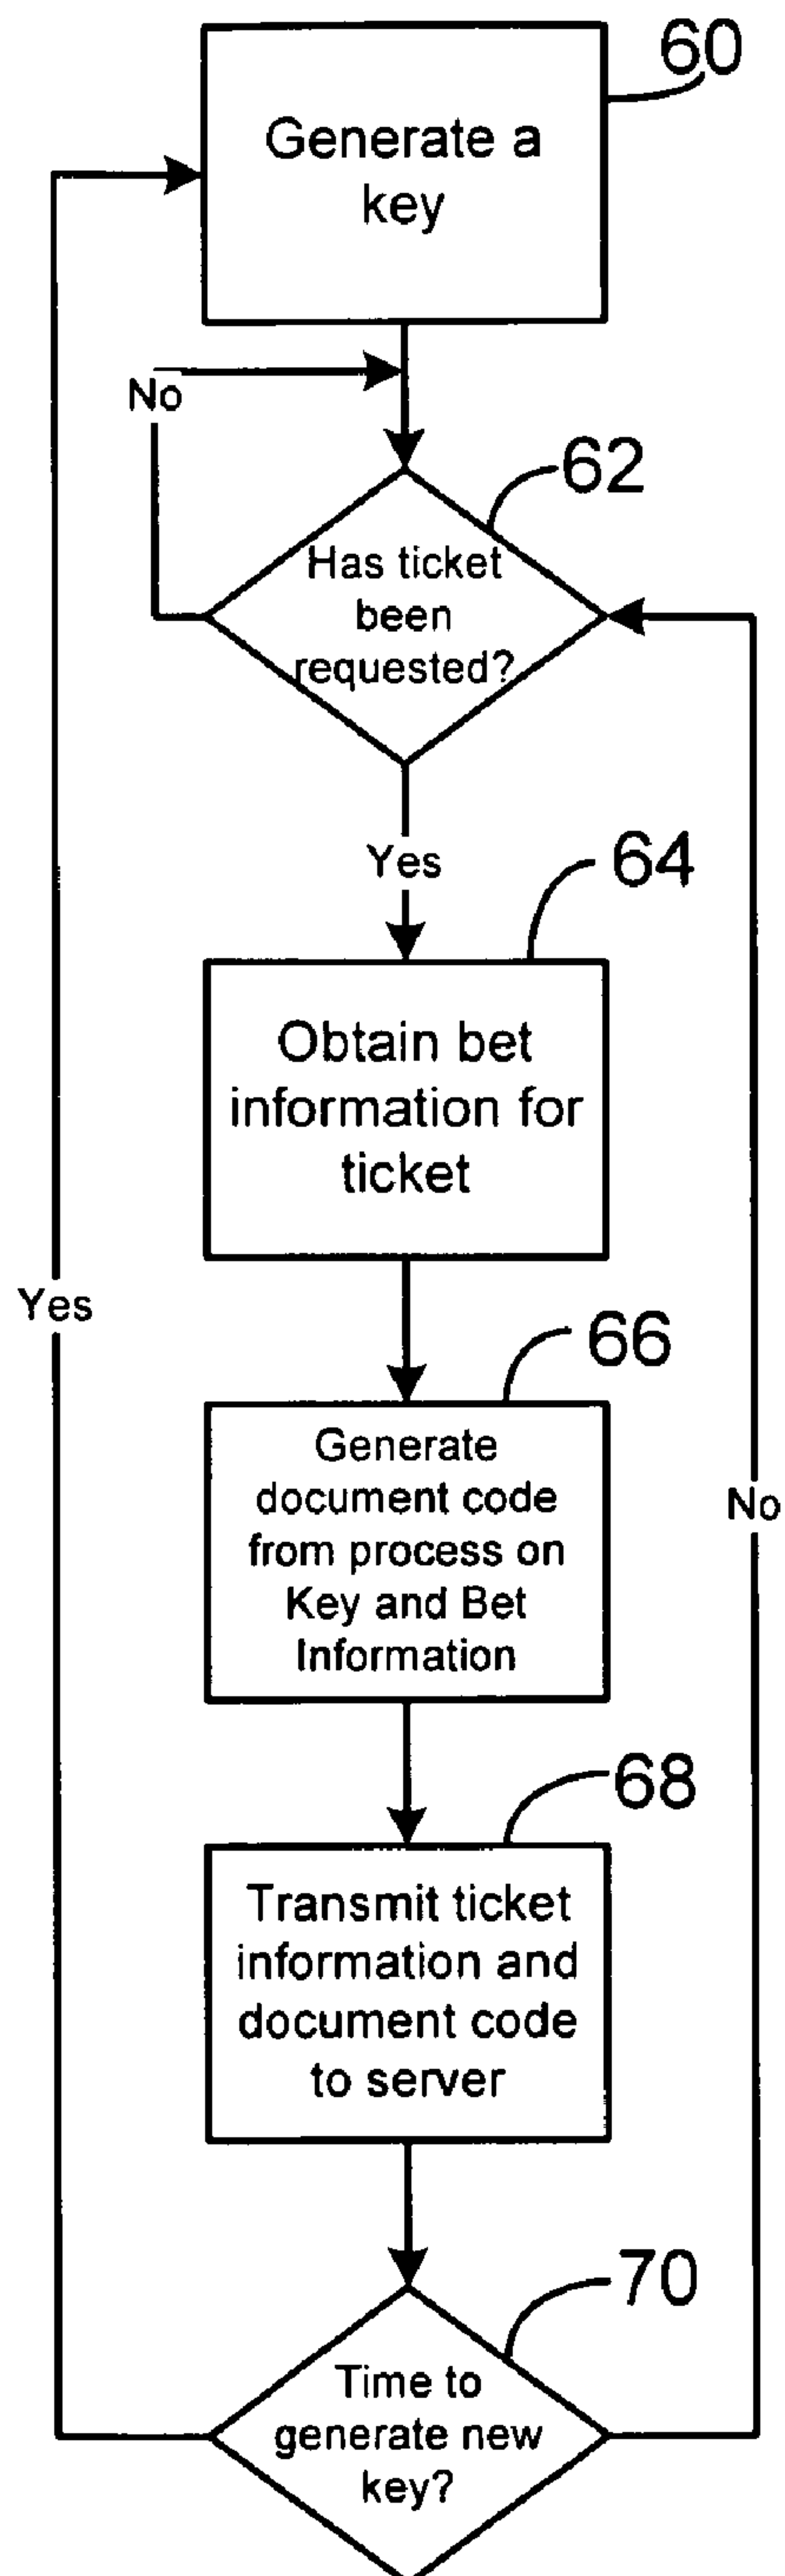 60
Generate a
key
No
62
Has ticket
been
requested?
Yes
64
Obtain bet
information for
ticket
Yes
66
Generate
document code
from process on
Key and Bet
Information
No
68
Transmit ticket
information and
document code
to server
70
Time to
generate new
key?